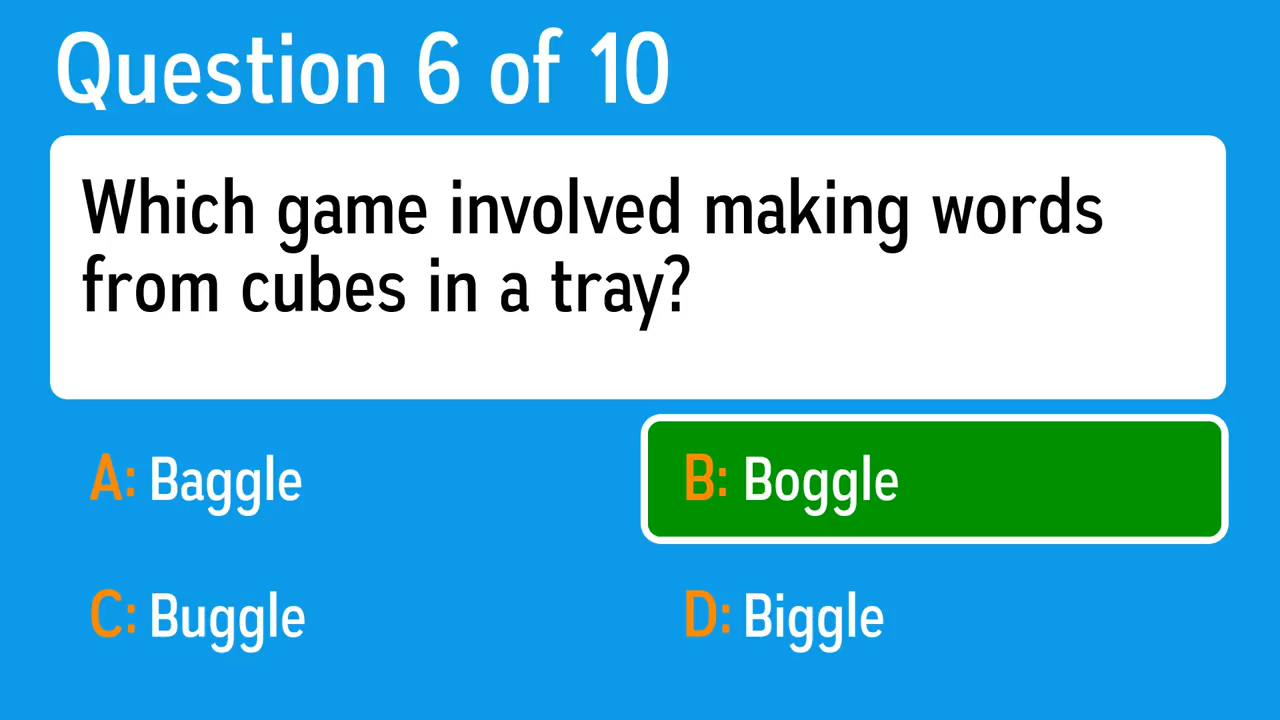 Question 6 of 10
Which game involved making words
from cubes in a tray?
A: Baggle
B: Boggle
C: Buggle
D: Biggle